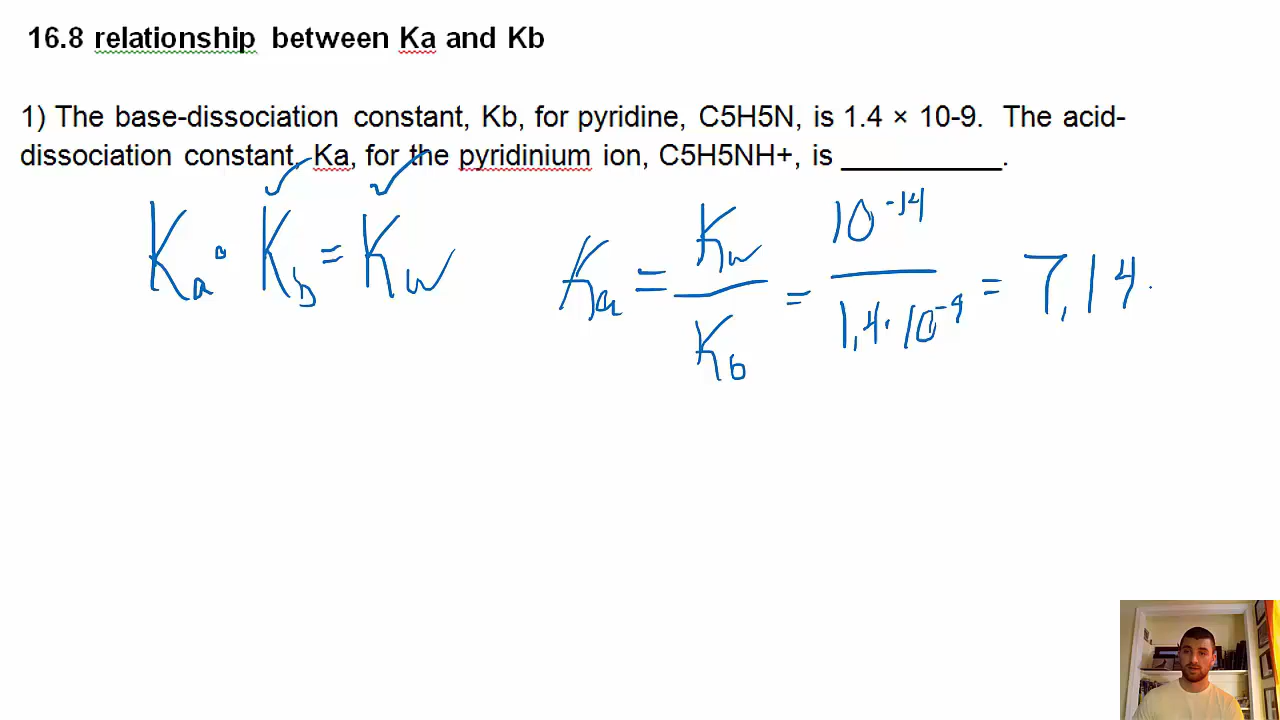 16.8 relationship between Ka and Kb
1) The base-dissociation constant, Kb, for pyridine, C5H5N, is 1.4 × 10-9. The acid-
dissociation constant, Ka, for the pyridinium ion, C5H5NH+, is __________.
Ka · Kb = Kw
Ka = Kw / Kb = 10^-14 / 1,4·10^-9 = 7,14 ·